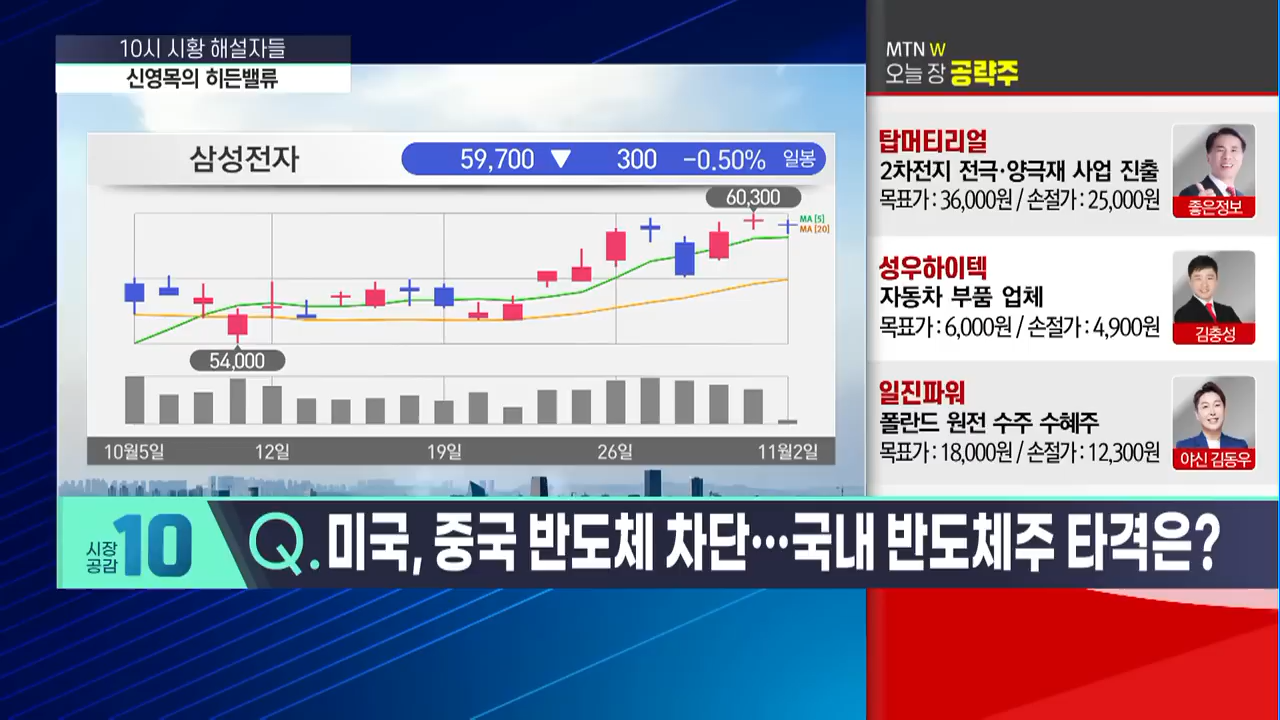 10시 시황 해설자들
신영목의 히든밸류
삼성전자
59,700 ▼ 300 -0.50% 일봉
60,300
MA [5]
MA [20]
54,000
10월5일 12일 19일 26일 11월2일
시장
공감
10
Q. 미국, 중국 반도체 차단…국내 반도체주 타격은?
MTN W
오늘 장 공략주
탑머티리얼
2차전지 전극·양극재 사업 진출
목표가 : 36,000원 / 손절가 : 25,000원
좋은정보
성우하이텍
자동차 부품 업체
목표가 : 6,000원 / 손절가 : 4,900원
김충성
일진파워
폴란드 원전 수주 수혜주
목표가 : 18,000원 / 손절가 : 12,300원
야신 김동우